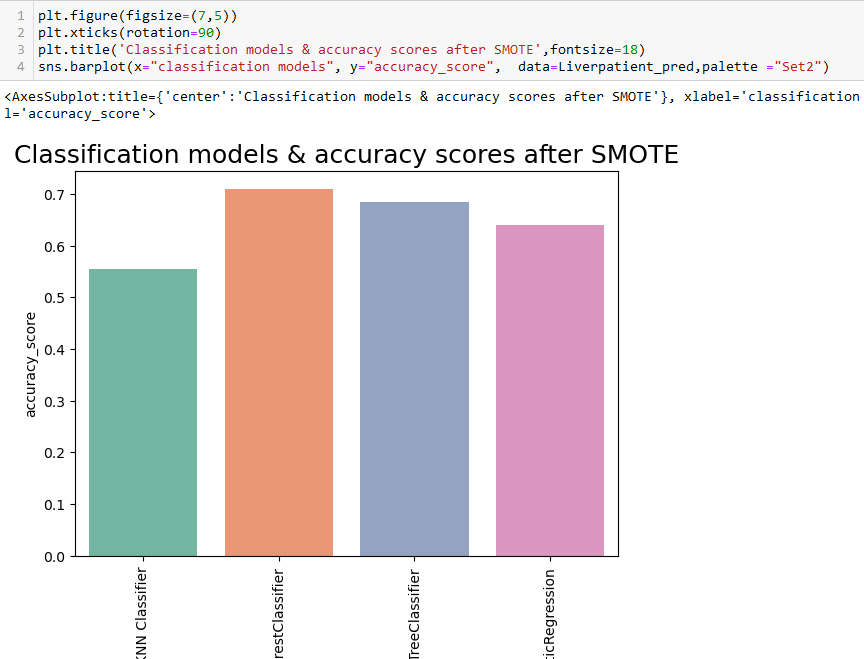 1 plt.figure(figsize=(7,5))
2 plt.xticks(rotation=90)
3 plt.title('Classification models & accuracy scores after SMOTE',fontsize=18)
4 sns.barplot(x="classification models", y="accuracy_score",  data=Liverpatient_pred,palette ="Set2")
<AxesSubplot:title={'center':'Classification models & accuracy scores after SMOTE'}, xlabel='classification
l='accuracy_score'>
Classification models & accuracy scores after SMOTE
0.7
0.6
0.5
0.4
0.3
0.2
0.1
0.0
accuracy_score
KNN Classifier
restClassifier
TreeClassifier
ticRegression